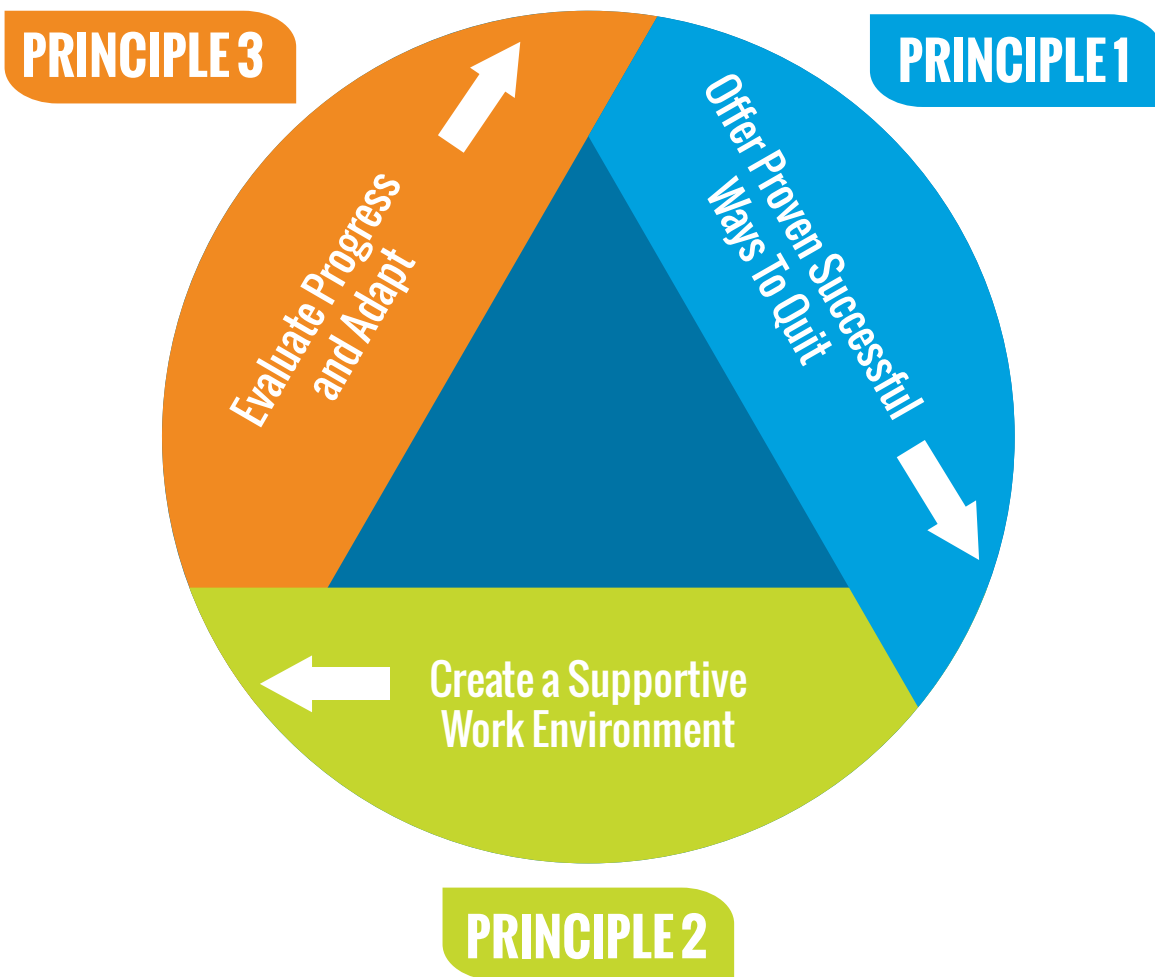 PRINCIPLE 3
PRINCIPLE 1
Offer Proven Successful
Ways To Quit
Evaluate Progress
and Adapt
Create a Supportive
Work Environment
PRINCIPLE 2